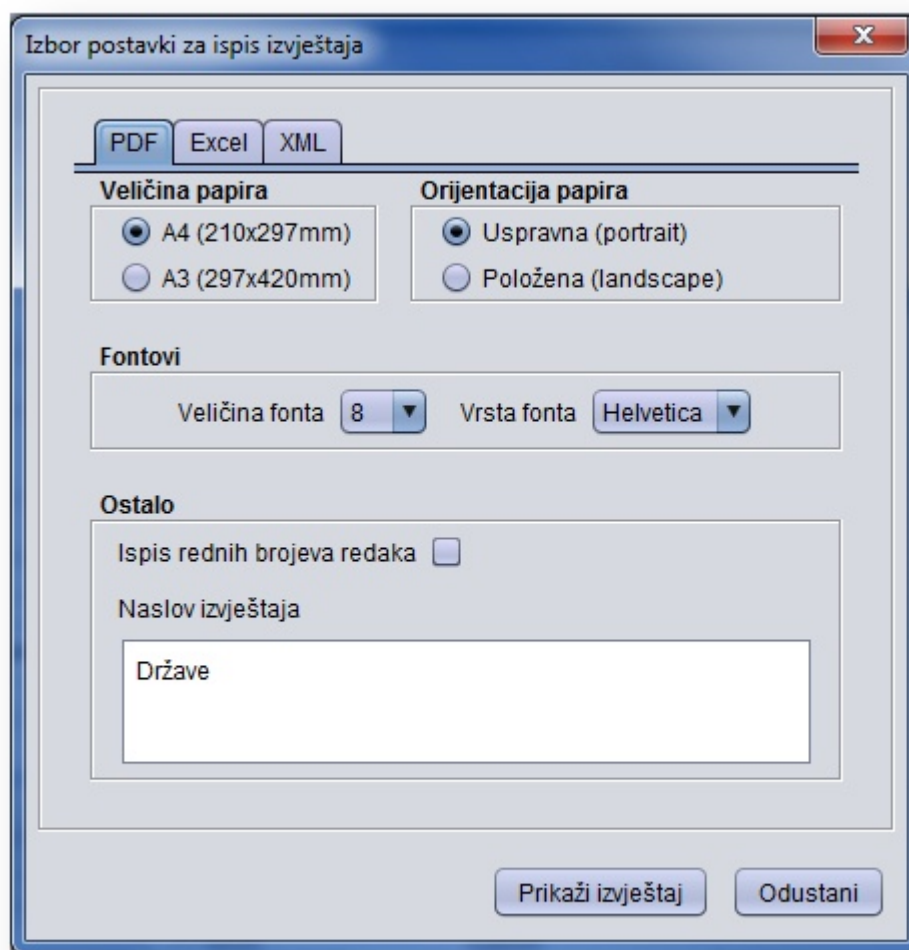 Izbor postavki za ispis izvještaja
PDF Excel XML
Veličina papira Orijentacija papira
A4 (210x297mm) Uspravna (portrait)
A3 (297x420mm) Položena (landscape)
Fontovi
Veličina fonta 8 Vrsta fonta Helvetica
Ostalo
Ispis rednih brojeva redaka
Naslov izvještaja
Države
Prikaži izvještaj Odustani